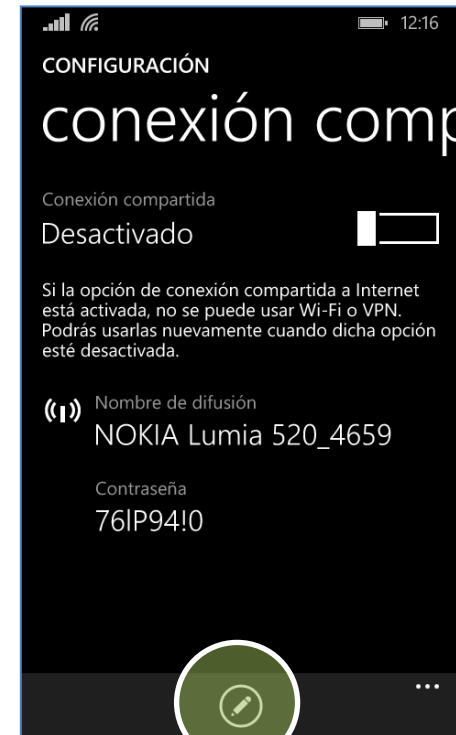 12:16
CONFIGURACIÓN
conexión comp
Conexión compartida
Desactivado
Si la opción de conexión compartida a Internet
está activada, no se puede usar Wi-Fi o VPN.
Podrás usarlas nuevamente cuando dicha opción
esté desactivada.
Nombre de difusión
NOKIA Lumia 520_4659
Contraseña
76lP94!0